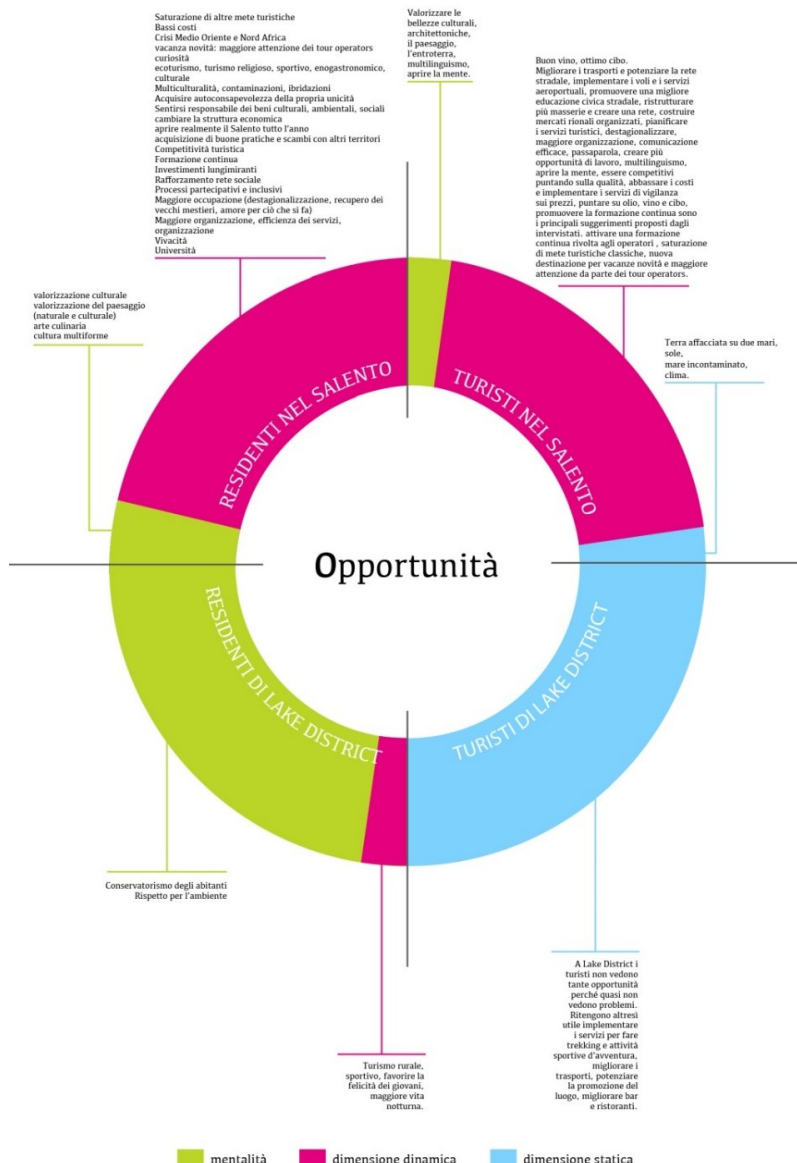 Saturazione di altre mete turistiche
Bassi costi
Crisi Medio Oriente e Nord Africa
vacanza novità: maggiore attenzione dei tour operators
curiosità
ecoturismo, turismo religioso, sportivo, enogastronomico,
culturale
Multiculturalità, contaminazioni, ibridazioni
Acquisire autoconsapevolezza della propria unicità
Sentirsi responsabile dei beni culturali, ambientali, sociali
cambiare la struttura economica
aprire realmente il Salento tutto l'anno
acquisizione di buone pratiche e scambi con altri territori
Competitività turistica
Formazione continua
Investimenti lungimiranti
Rafforzamento rete sociale
Processi partecipativi e inclusivi
Maggiore occupazione (destagionalizzazione, recupero dei
vecchi mestieri, amore per ciò che si fa)
Maggiore organizzazione, efficienza dei servizi,
organizzazione
Vivacità
Università
Valorizzare le
bellezze culturali,
architettoniche,
il paesaggio,
l'entroterra,
multilinguismo,
aprire la mente.
Buon vino, ottimo cibo.
Migliorare i trasporti e potenziare la rete
stradale, implementare i voli e i servizi
aeroportuali, promuovere una migliore
educazione civica stradale, ristrutturare
più masserie e creare una rete, costruire
mercati rionali organizzati, pianificare
i servizi turistici, destagionalizzare,
maggiore organizzazione, comunicazione
efficace, passaparola, creare più
opportunità di lavoro, multilinguismo,
aprire la mente, essere competitivi
puntando sulla qualità, abbassare i costi
e implementare i servizi di vigilanza
sui prezzi, puntare su olio, vino e cibo,
promuovere la formazione continua sono
i principali suggerimenti proposti dagli
intervistati. attivare una formazione
continua rivolta agli operatori , saturazione
di mete turistiche classiche, nuova
destinazione per vacanze novità e maggiore
attenzione da parte dei tour operators.
valorizzazione culturale
valorizzazione del paesaggio
(naturale e culturale)
arte culinaria
cultura multiforme
Terra affacciata su due mari,
sole,
mare incontaminato,
clima.
RESIDENTI NEL SALENTO
TURISTI NEL SALENTO
Opportunità
RESIDENTI DI LAKE DISTRICT
TURISTI DI LAKE DISTRICT
Conservatorismo degli abitanti
Rispetto per l'ambiente
Turismo rurale,
sportivo, favorire la
felicità dei giovani,
maggiore vita
notturna.
A Lake District i
turisti non vedono
tante opportunità
perché quasi non
vedono problemi.
Ritengono altresì
utile implementare
i servizi per fare
trekking e attività
sportive d'avventura,
migliorare i
trasporti, potenziare
la promozione del
luogo, migliorare bar
e ristoranti.
mentalità
dimensione dinamica
dimensione statica